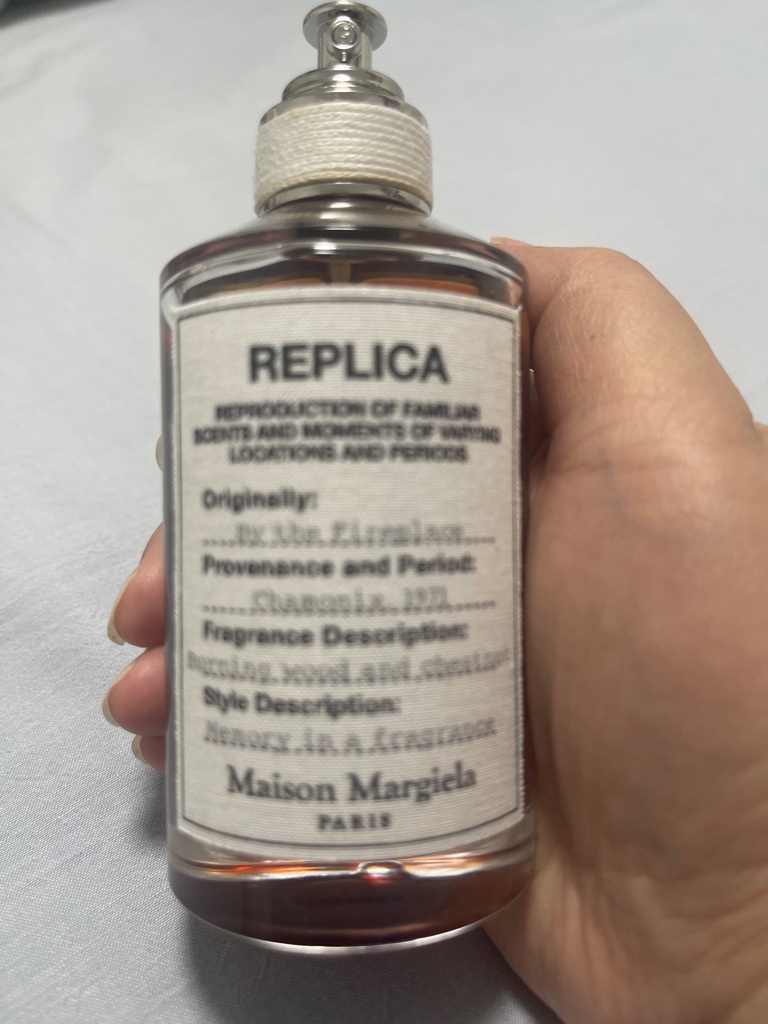 REPLICA
REPRODUCTION OF FAMILIAR
SCENTS AND MOMENTS OF VARYING
LOCATIONS AND PERIODS
Originally:
By the Fireplace
Provenance and Period:
Chamonix, 1971
Fragrance Description:
Burning wood and chestnut
Style Description:
Memory in a fragrance
Maison Margiela
PARIS